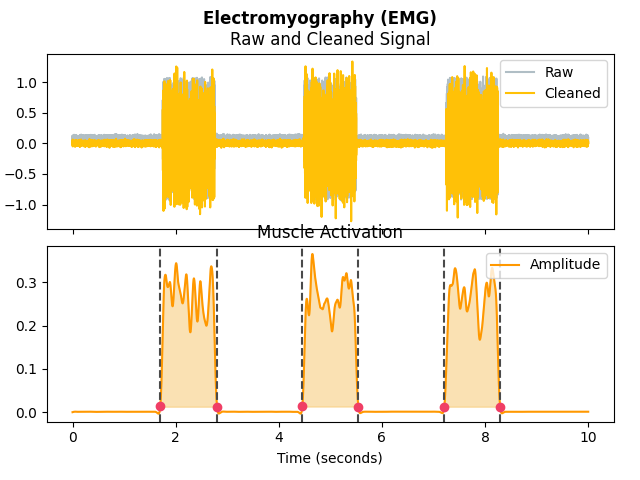 Electromyography (EMG)
Raw and Cleaned Signal
1.0
0.5
0.0
−0.5
−1.0
Raw
Cleaned
Muscle Activation
0.3
0.2
0.1
0.0
Amplitude
0 2 4 6 8 10
Time (seconds)